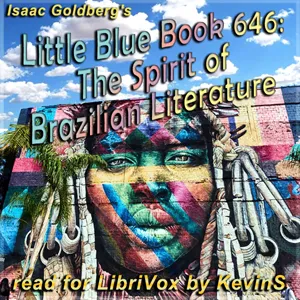 Isaac Goldberg's
Little Blue Book 646:
The Spirit of
Brazilian Literature
read for LibriVox by KevinS